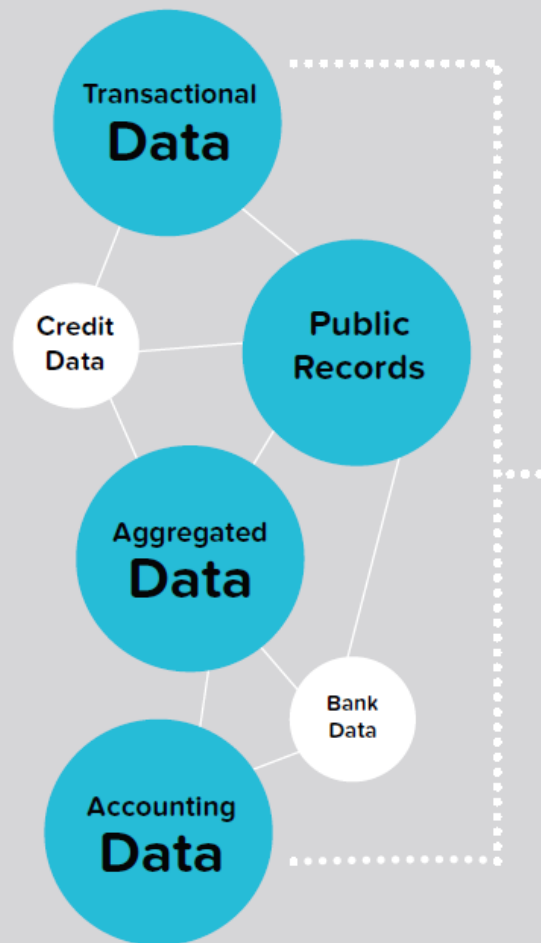 Transactional
Data
Credit
Data
Public
Records
Aggregated
Data
Bank
Data
Accounting
Data